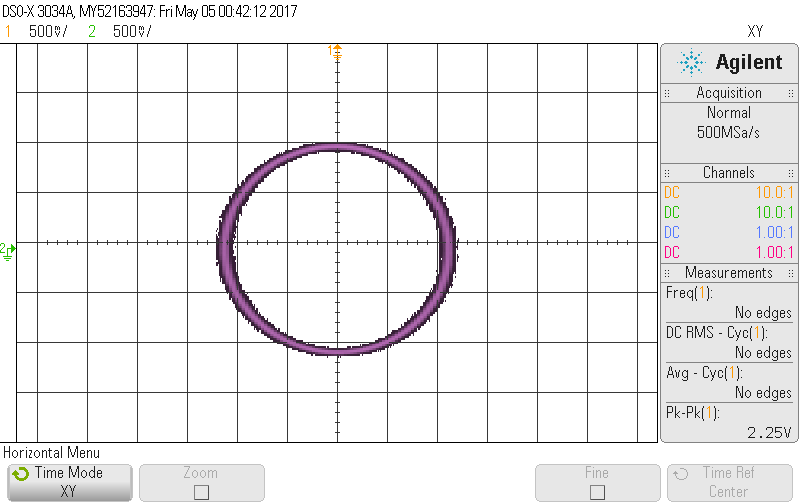 DSO-X 3034A, MY52163947: Fri May 05 00:42:12 2017
1 500mV/ 2 500mV/ XY
1
2
Agilent
Acquisition
Normal
500MSa/s
Channels
DC 10.0:1
DC 10.0:1
DC 1.00:1
DC 1.00:1
Measurements
Freq(1):
No edges
DC RMS - Cyc(1):
No edges
Avg - Cyc(1):
No edges
Pk-Pk(1):
2.25V
Horizontal Menu
Time Mode
XY
Zoom
Fine
Time Ref
Center